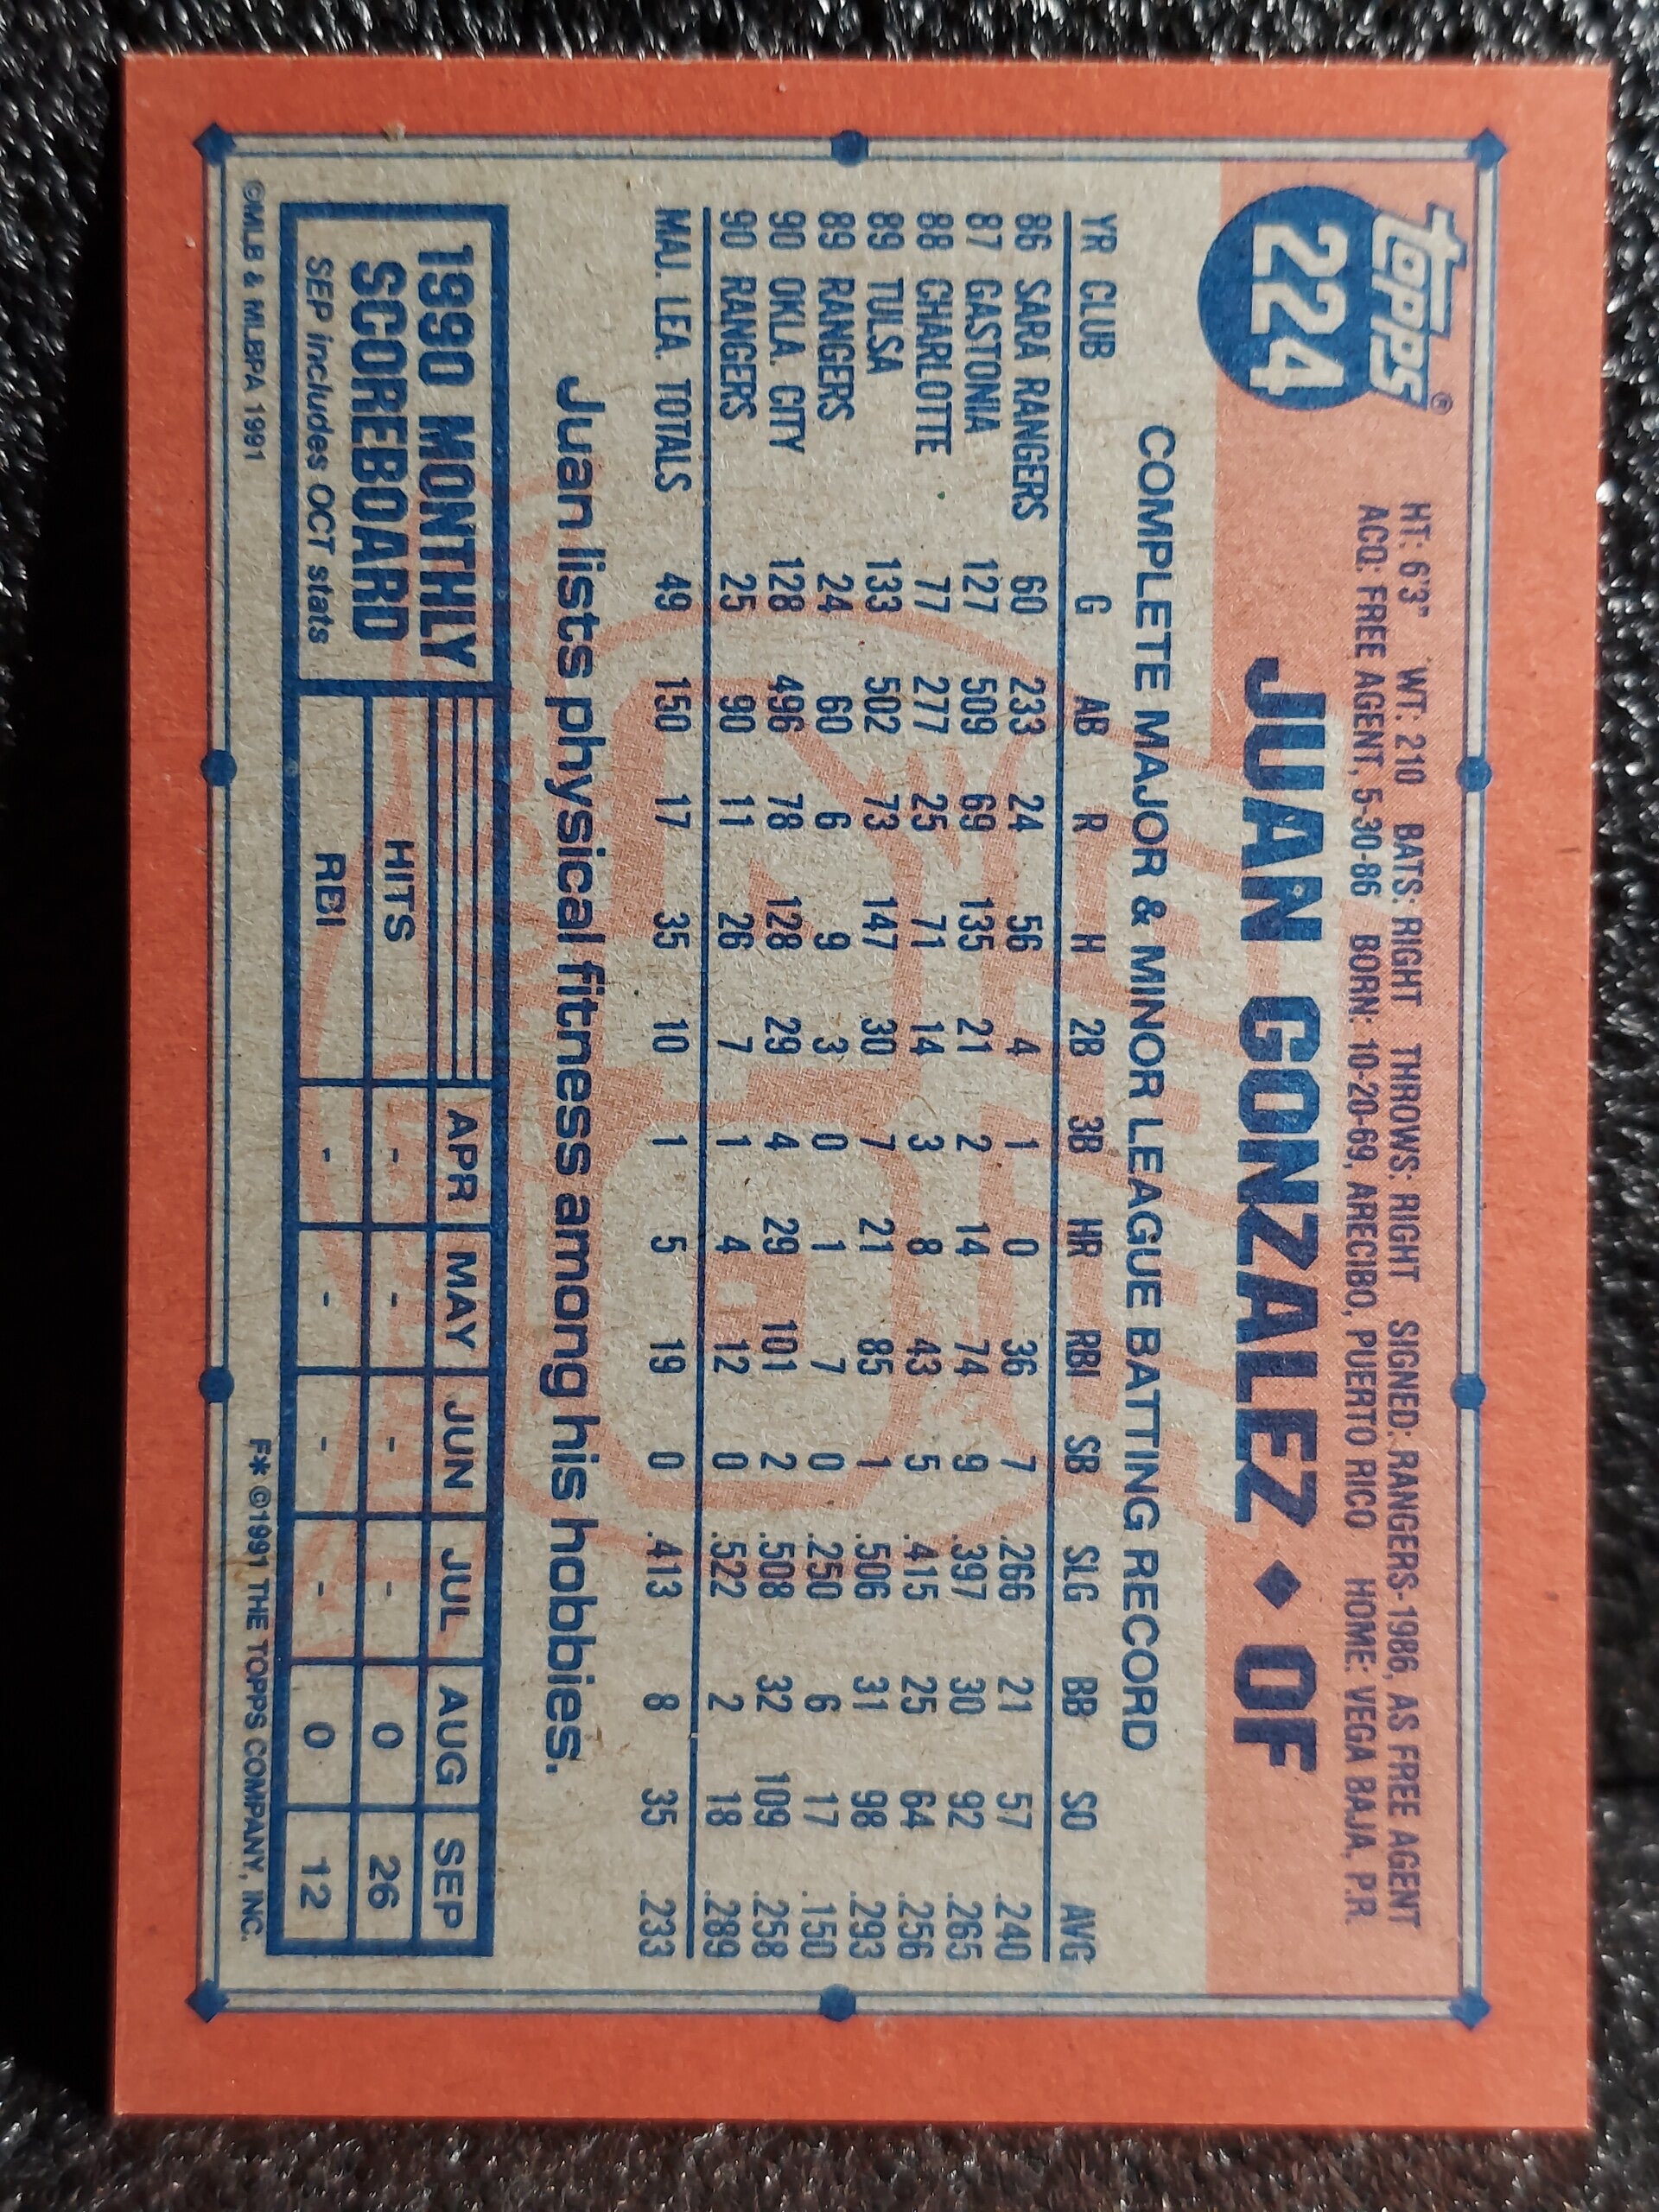 topps®
224
HT: 6'3" WT: 210 BATS: RIGHT THROWS: RIGHT SIGNED: RANGERS-1986, AS FREE AGENT
ACQ: FREE AGENT, 5-30-86 BORN: 10-20-69, ARECIBO, PUERTO RICO HOME: VEGA BAJA, P.R.
JUAN GONZALEZ ♦ OF
COMPLETE MAJOR & MINOR LEAGUE BATTING RECORD
YR CLUB G AB R H 2B 3B HR RBI SB SLG BB SO AVG
86 SARA RANGERS 60 233 24 56 4 1 0 36 7 .266 21 57 .240
87 GASTONIA 127 509 69 135 21 2 14 74 9 .397 30 92 .265
88 CHARLOTTE 77 277 25 71 14 3 8 43 5 .415 25 64 .256
89 TULSA 133 502 73 147 30 7 21 85 1 .506 31 98 .293
89 RANGERS 24 60 6 9 3 0 1 7 0 .250 6 17 .150
90 OKLA. CITY 128 496 78 128 29 4 29 101 2 .508 32 109 .258
90 RANGERS 25 90 11 26 7 1 4 12 0 .522 2 18 .289
MAJ. LEA. TOTALS 49 150 17 35 10 1 5 19 0 .413 8 35 .233
Juan lists physical fitness among his hobbies.
1990 MONTHLY
SCOREBOARD
SEP includes OCT stats
APR MAY JUN JUL AUG SEP
HITS - - - - 0 26
RBI - - - - 0 12
©MLB & MLBPA 1991 F* ©1991 THE TOPPS COMPANY, INC.